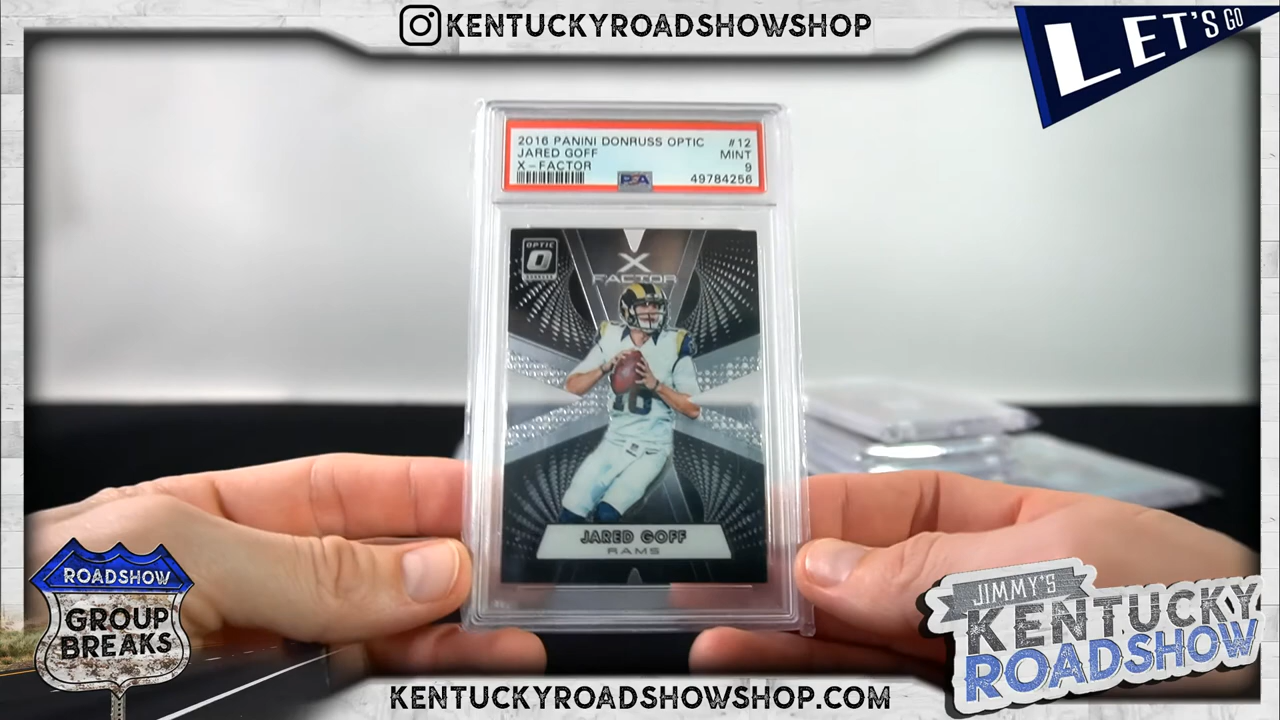 KENTUCKYROADSHOWSHOP
LET'S GO
2016 PANINI DONRUSS OPTIC #12
JARED GOFF MINT
X-FACTOR 9
PSA 49784256
OPTIC
X
FACTOR
16
JARED GOFF
RAMS
ROADSHOW
GROUP
BREAKS
JIMMY'S
KENTUCKY
ROADSHOW
KENTUCKYROADSHOWSHOP.COM